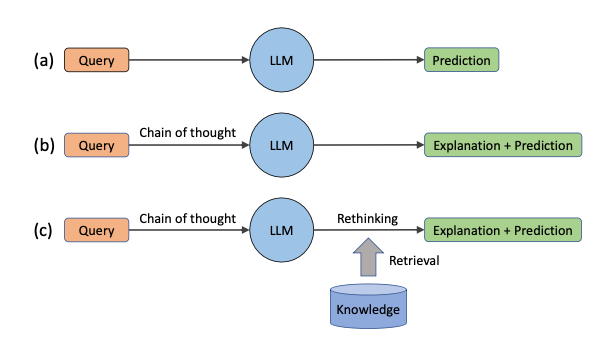 (a) Query LLM Prediction
Chain of thought
(b) Query LLM Explanation + Prediction
Chain of thought Rethinking
(c) Query LLM Explanation + Prediction
Retrieval
Knowledge